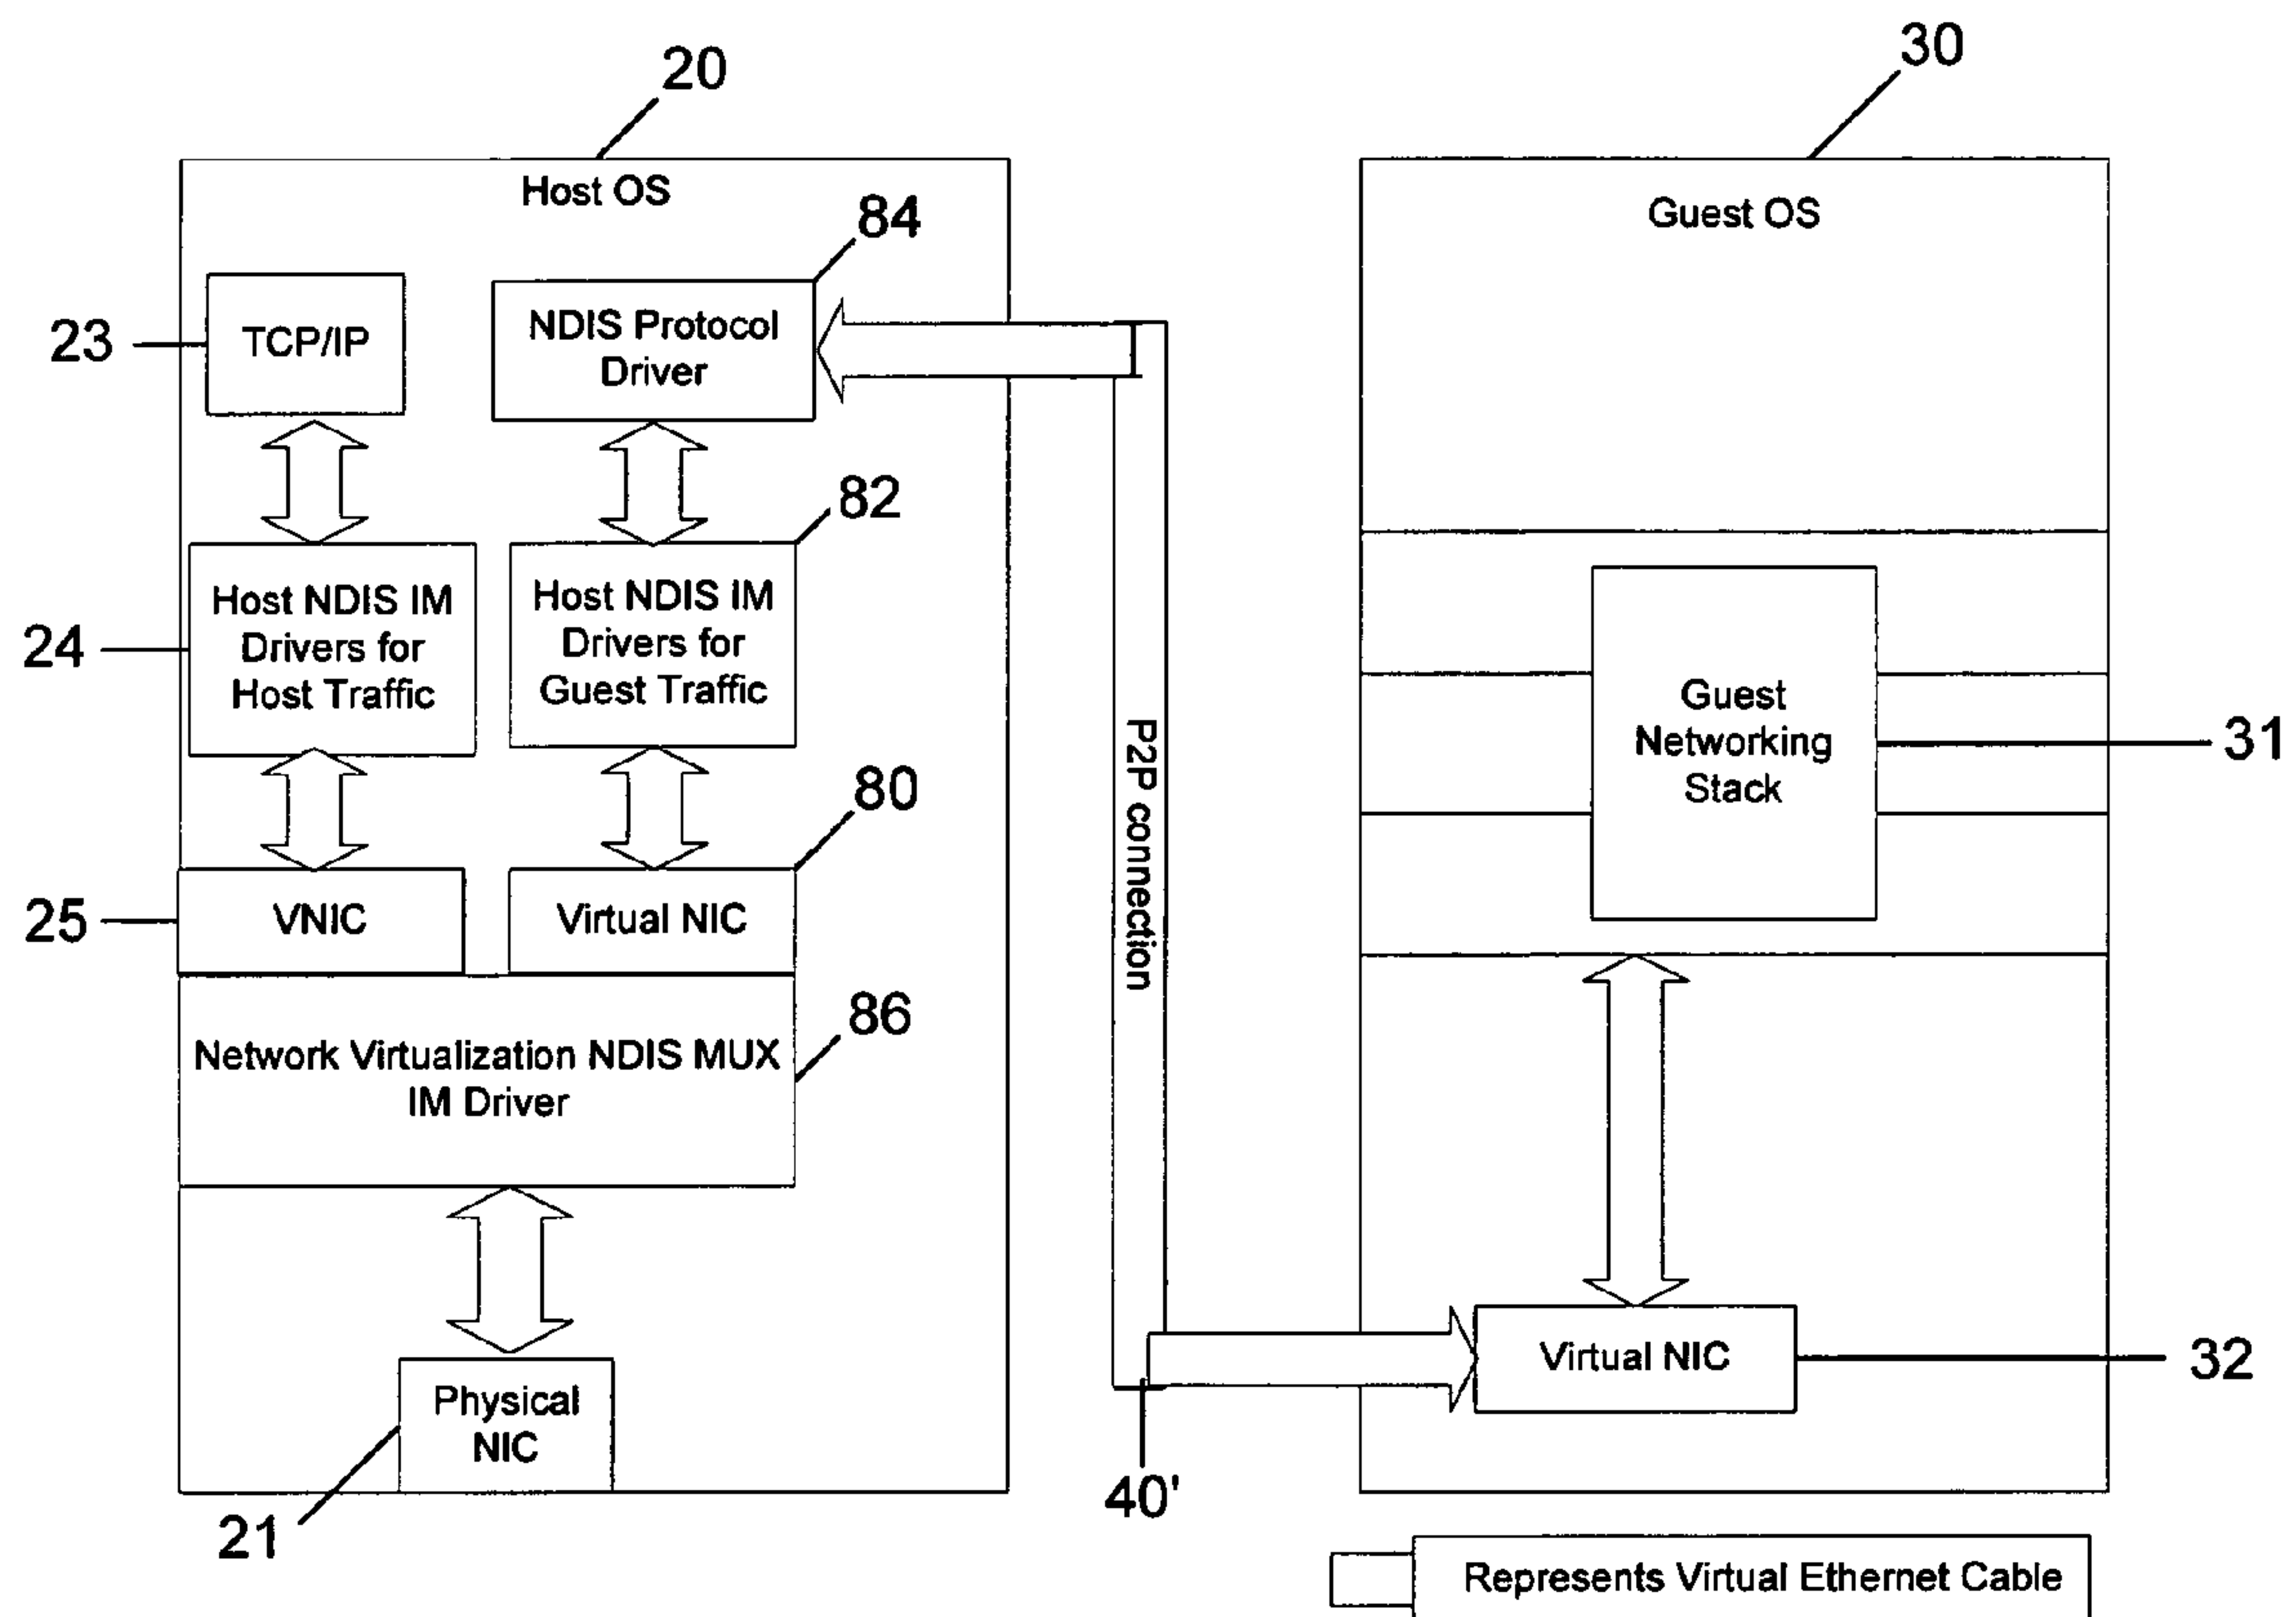 20
30
Host OS
Guest OS
84
23
TCP/IP
NDIS Protocol
Driver
82
24
Host NDIS IM
Drivers for
Host Traffic
Host NDIS IM
Drivers for
Guest Traffic
P2P connection
Guest
Networking
Stack
31
80
25
VNIC
Virtual NIC
86
Network Virtualization NDIS MUX
IM Driver
Virtual NIC
32
Physical
NIC
21
40'
Represents Virtual Ethernet Cable